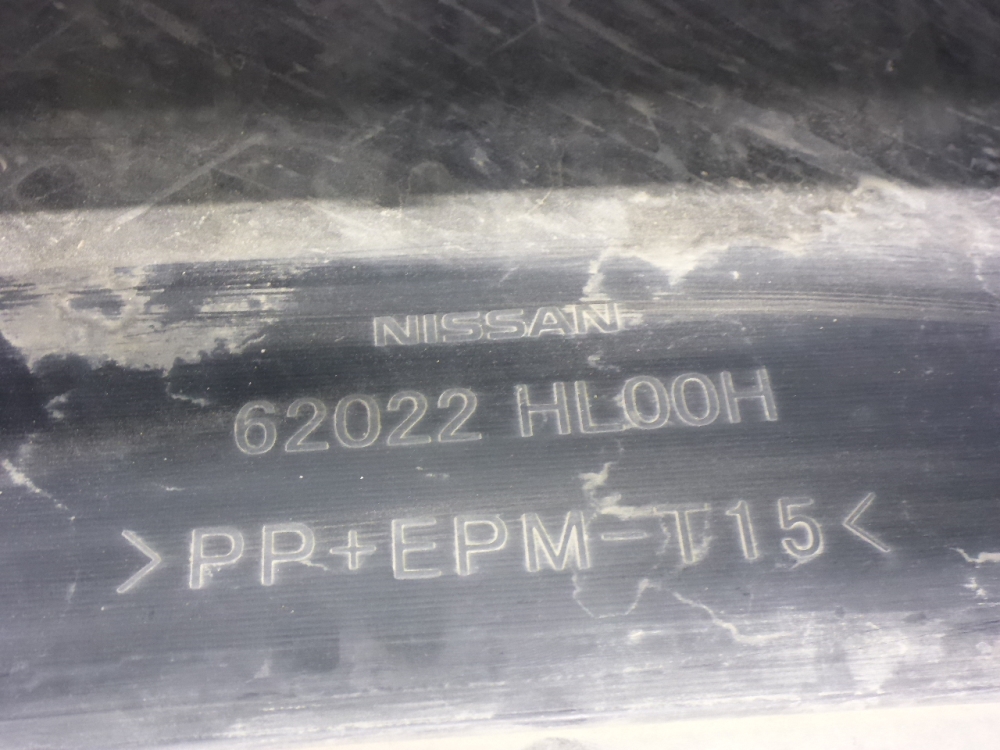 NISSAN
62022 HL00H
>PP+EPM-T15<